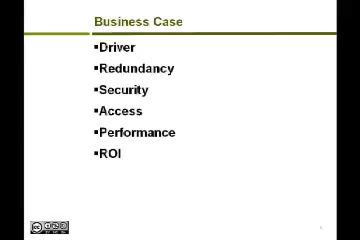 Business Case
▪Driver
▪Redundancy
▪Security
▪Access
▪Performance
▪ROI